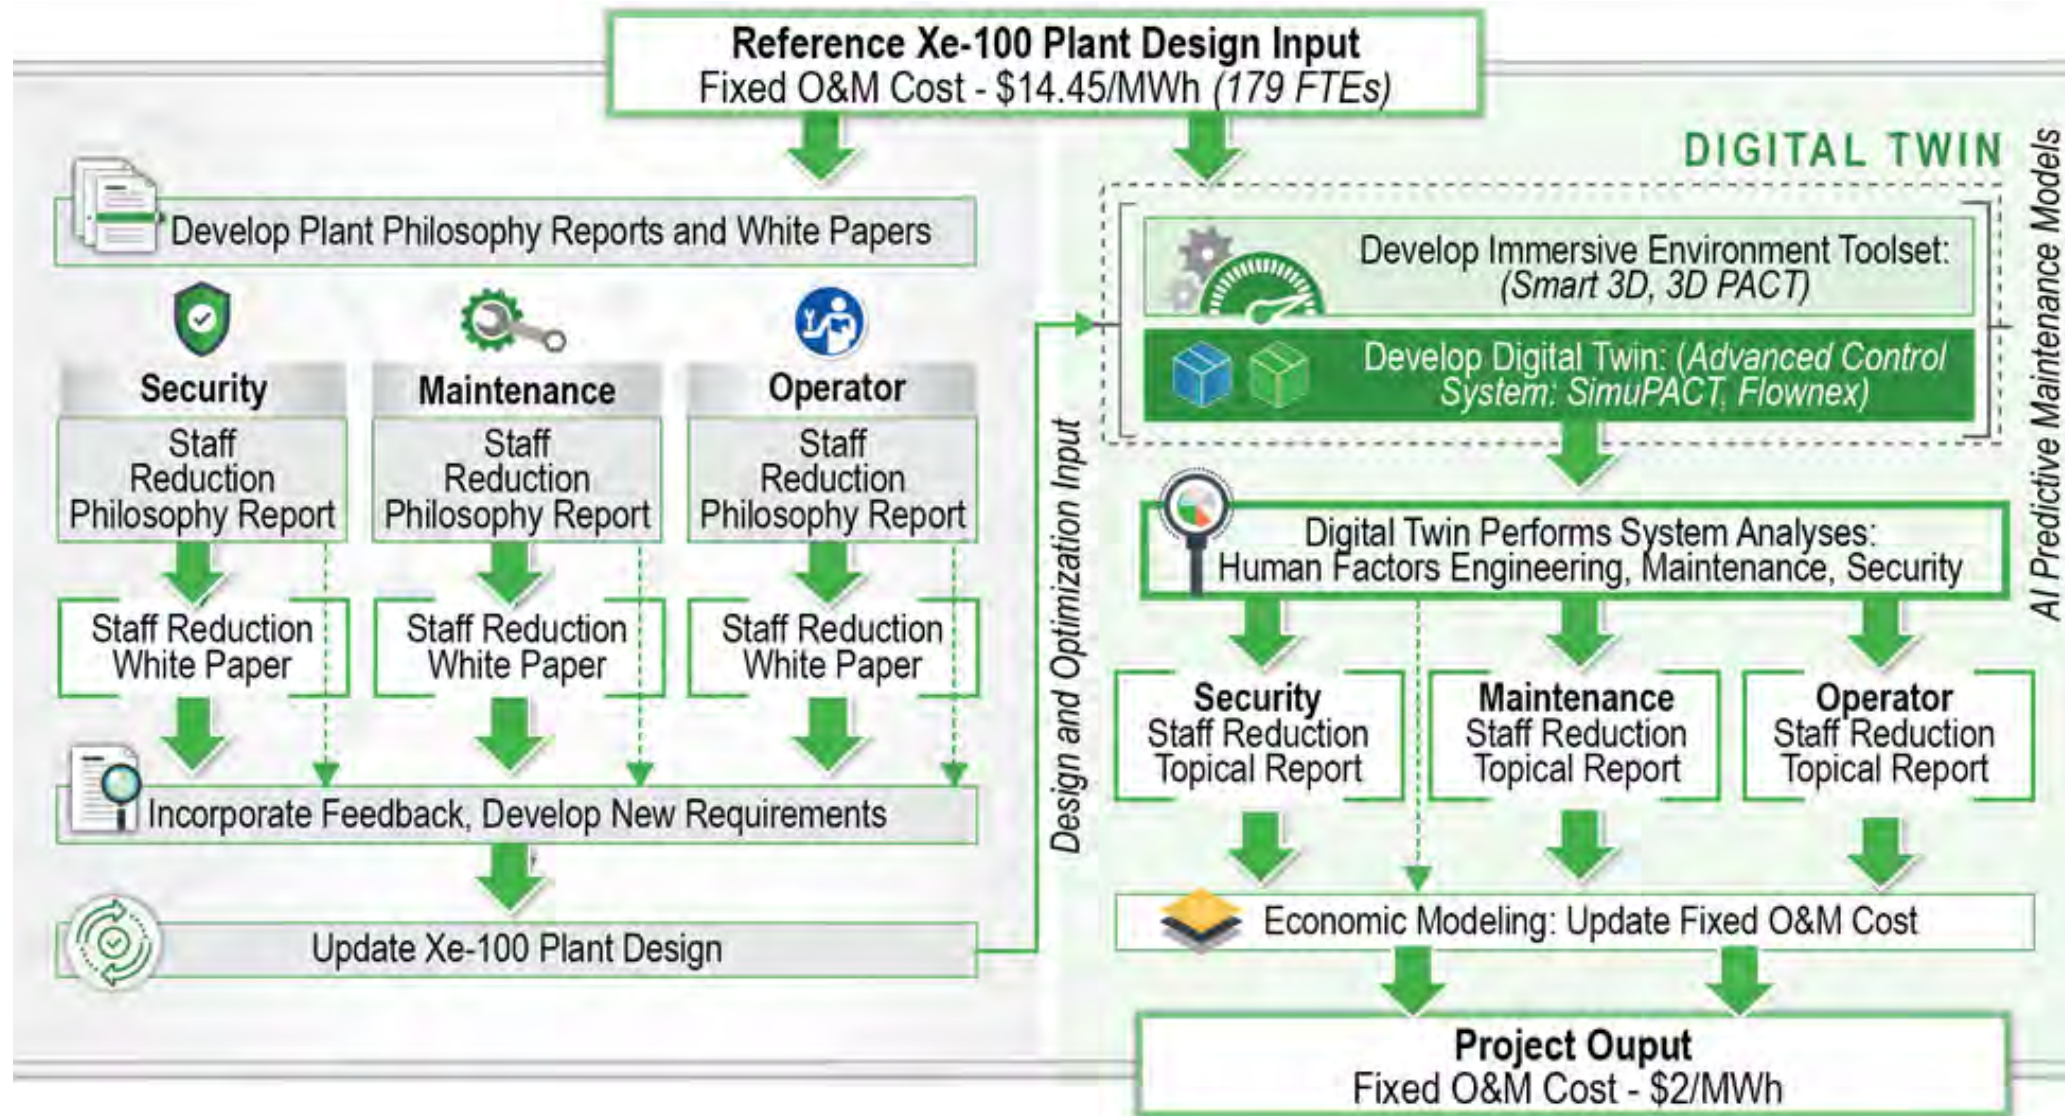 Reference Xe-100 Plant Design Input
Fixed O&M Cost - $14.45/MWh (179 FTEs)
Develop Plant Philosophy Reports and White Papers
Security
Staff
Reduction
Philosophy Report
Maintenance
Staff
Reduction
Philosophy Report
Operator
Staff
Reduction
Philosophy Report
Staff Reduction
White Paper
Staff Reduction
White Paper
Staff Reduction
White Paper
Incorporate Feedback, Develop New Requirements
Update Xe-100 Plant Design
Design and Optimization Input
DIGITAL TWIN
AI Predictive Maintenance Models
Develop Immersive Environment Toolset:
(Smart 3D, 3D PACT)
Develop Digital Twin: (Advanced Control
System: SimuPACT, Flownex)
Digital Twin Performs System Analyses:
Human Factors Engineering, Maintenance, Security
Security
Staff Reduction
Topical Report
Maintenance
Staff Reduction
Topical Report
Operator
Staff Reduction
Topical Report
Economic Modeling: Update Fixed O&M Cost
Project Ouput
Fixed O&M Cost - $2/MWh